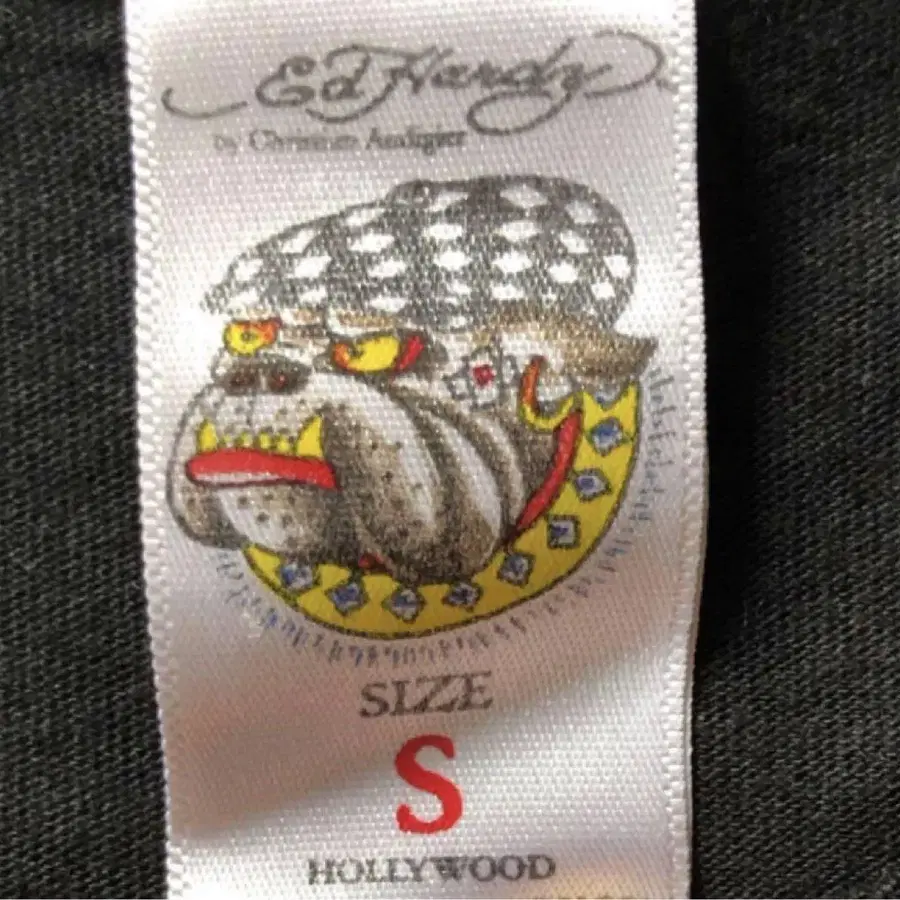 Ed Hardy
by Christian Audigier
SIZE
S
HOLLYWOOD